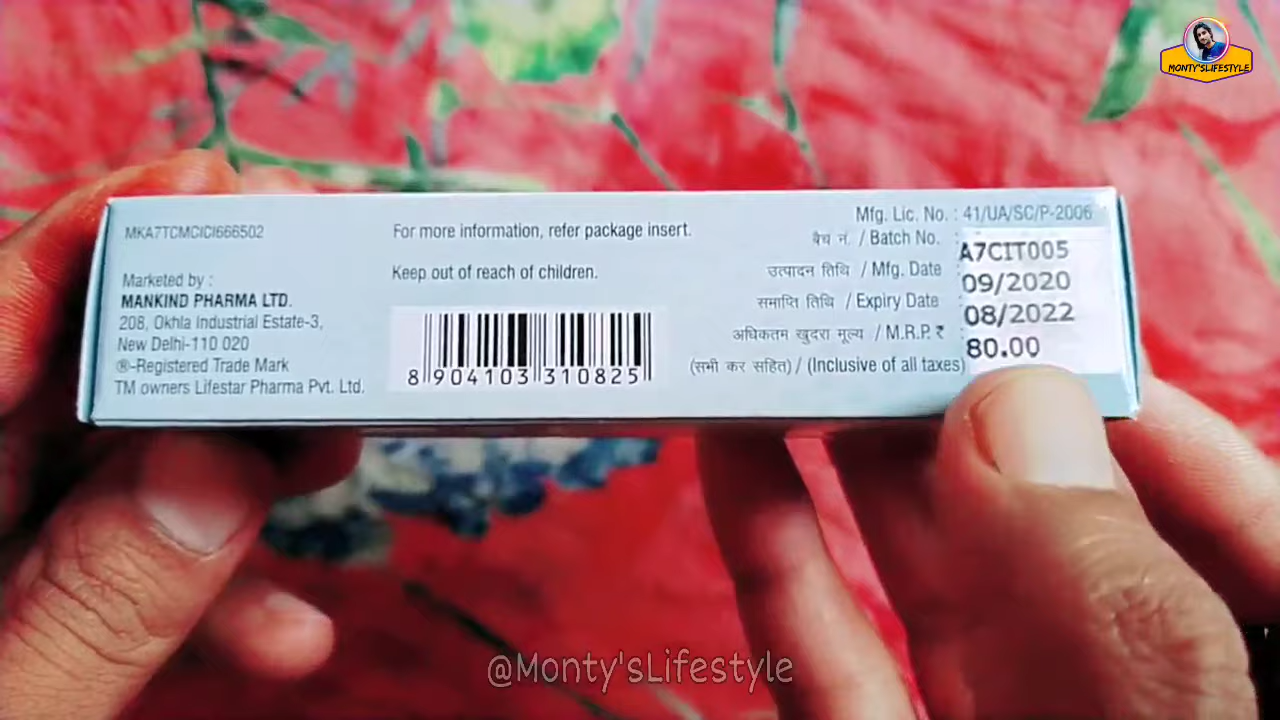 MONTY'SLIFESTYLE
MKA7TCMCICI666502
Marketed by :
MANKIND PHARMA LTD.
208, Okhla Industrial Estate-3,
New Delhi-110 020
®-Registered Trade Mark
TM owners Lifestar Pharma Pvt. Ltd.
For more information, refer package insert.
Keep out of reach of children.
8 904103 310825
Mfg. Lic. No. : 41/UA/SC/P-2006
बैच नं. / Batch No. A7CIT005
उत्पादन तिथि / Mfg. Date 09/2020
समाप्ति तिथि / Expiry Date 08/2022
अधिकतम खुदरा मूल्य / M.R.P. ₹ 80.00
(सभी कर सहित) / (Inclusive of all taxes)
@Monty'sLifestyle